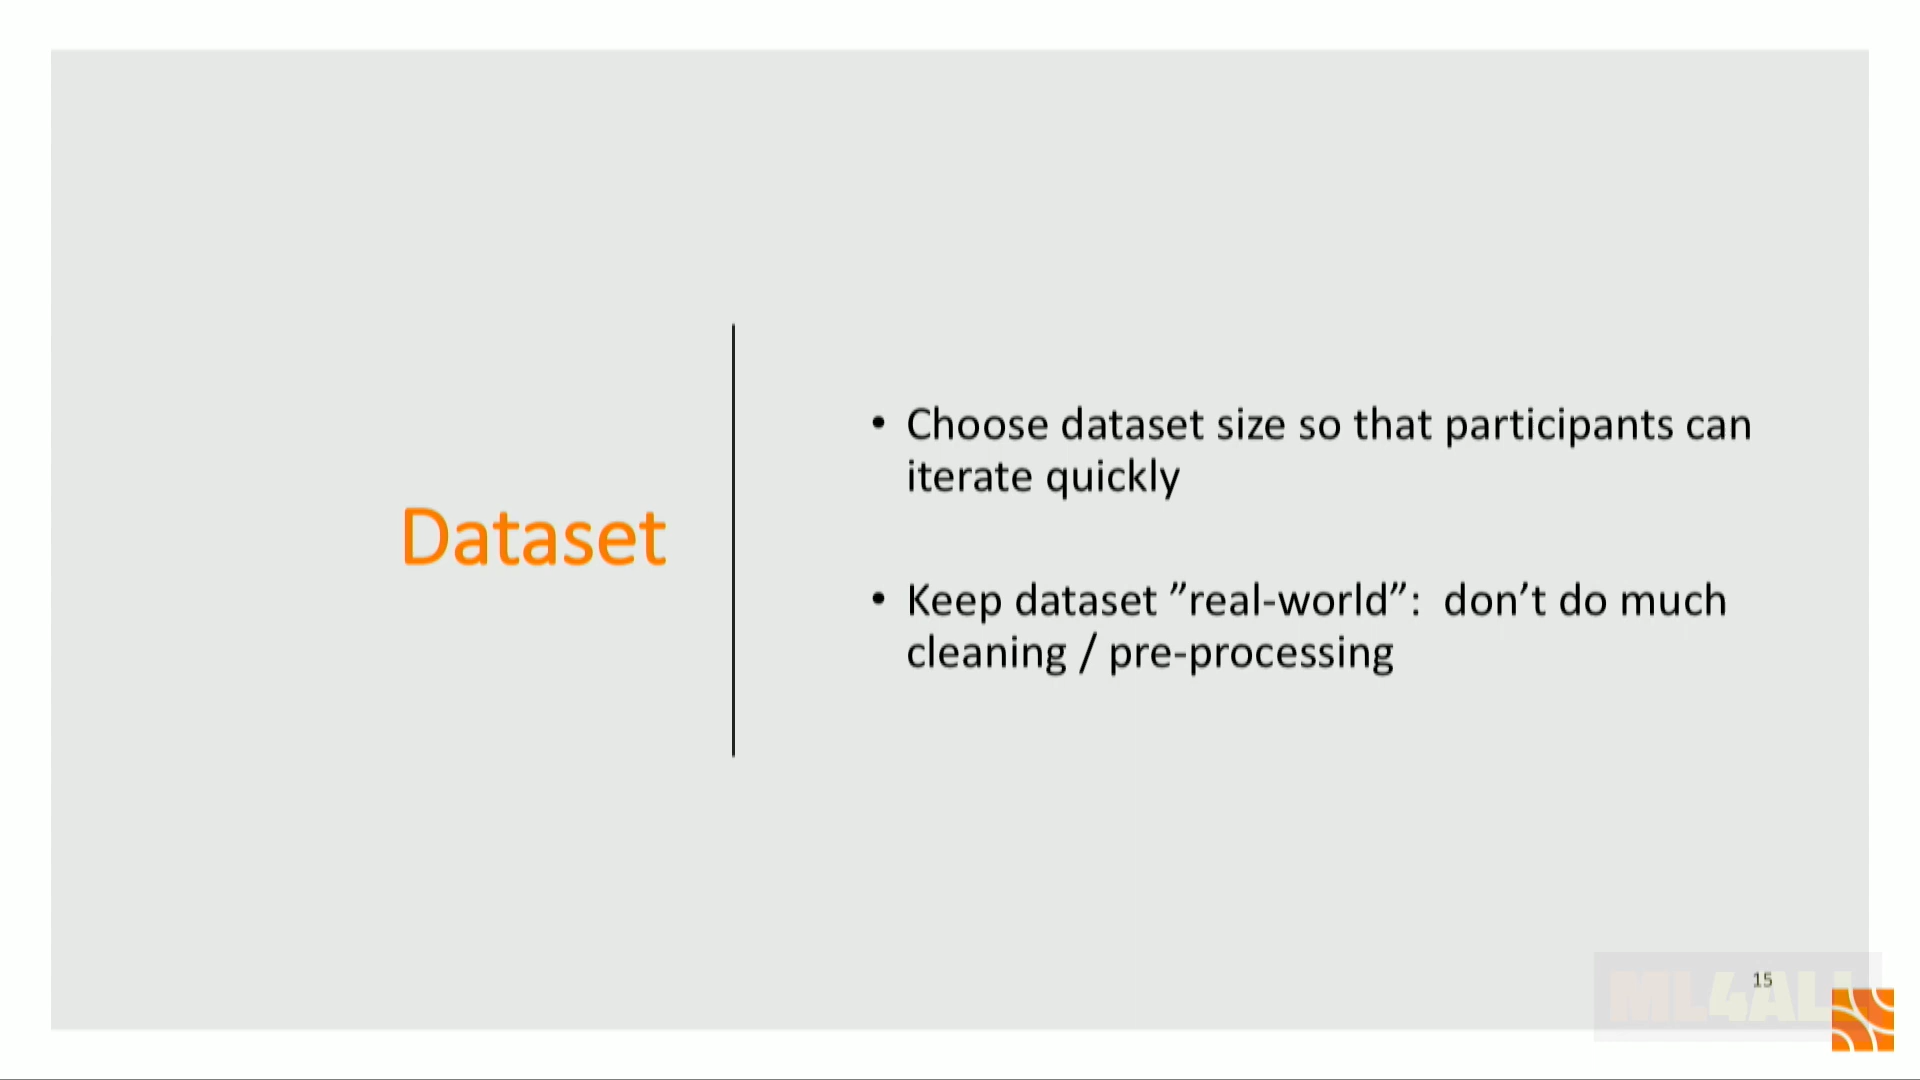 Dataset
• Choose dataset size so that participants can
iterate quickly
• Keep dataset ”real-world”:  don’t do much
cleaning / pre-processing
15
ML4ALL